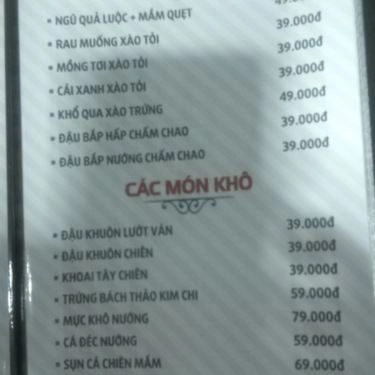 • NGŨ QUẢ LUỘC + MẮM QUẸT 49.000đ
• RAU MUỐNG XÀO TỎI 39.000đ
• MỒNG TƠI XÀO TỎI 39.000đ
• CẢI XANH XÀO TỎI 39.000đ
• KHỔ QUA XÀO TRỨNG 49.000đ
• ĐẬU BẮP HẤP CHẤM CHAO 39.000đ
• ĐẬU BẮP NƯỚNG CHẤM CHAO 39.000đ
CÁC MÓN KHÔ
• ĐẬU KHUÔN LƯỚT VÁN 39.000đ
• ĐẬU KHUÔN CHIÊN 39.000đ
• KHOAI TÂY CHIÊN 39.000đ
• TRỨNG BÁCH THẢO KIM CHI 59.000đ
• MỰC KHÔ NƯỚNG 79.000đ
• CÁ ĐÉC NƯỚNG 59.000đ
• SỤN CÁ CHIÊN MẮM 69.000đ